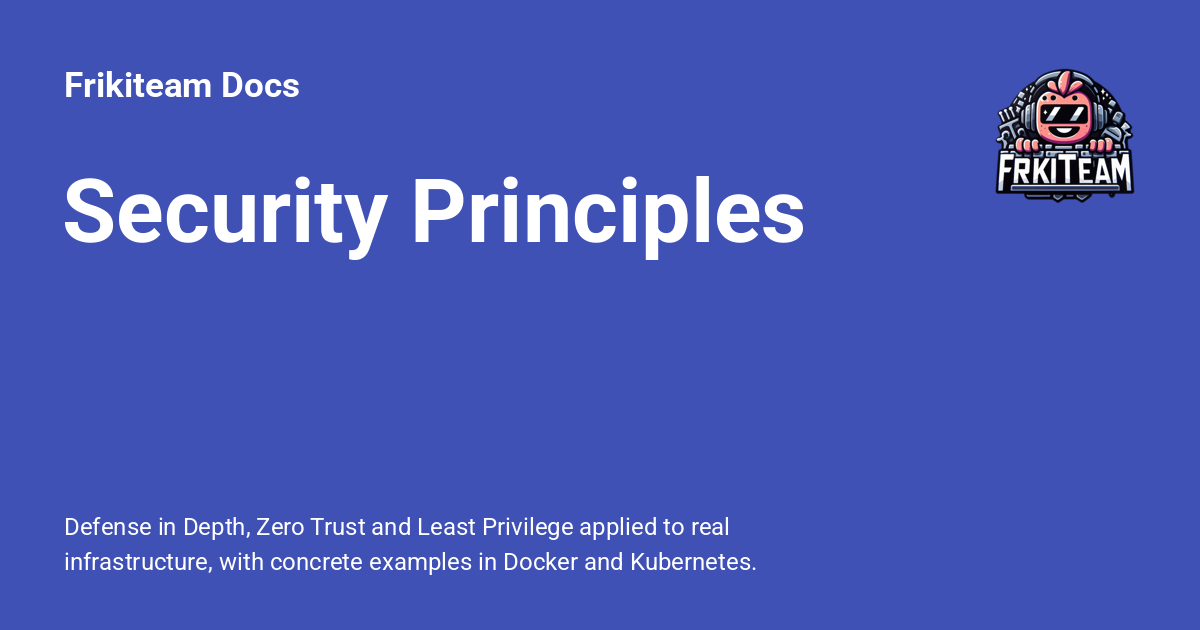 Frikiteam Docs
FRKITEAM
Security Principles
Defense in Depth, Zero Trust and Least Privilege applied to real
infrastructure, with concrete examples in Docker and Kubernetes.